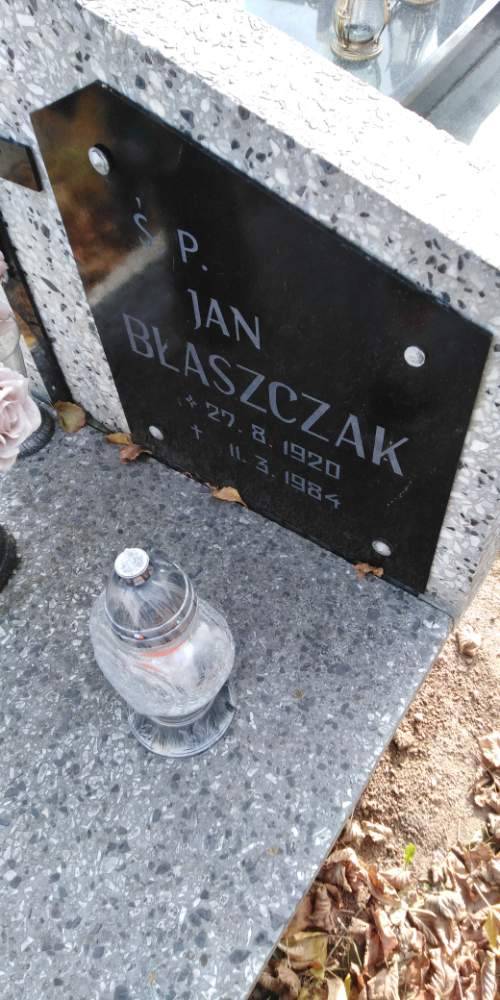 Ś P.
JAN
BŁASZCZAK
* 27. 8. 1920
† 11. 3. 1984